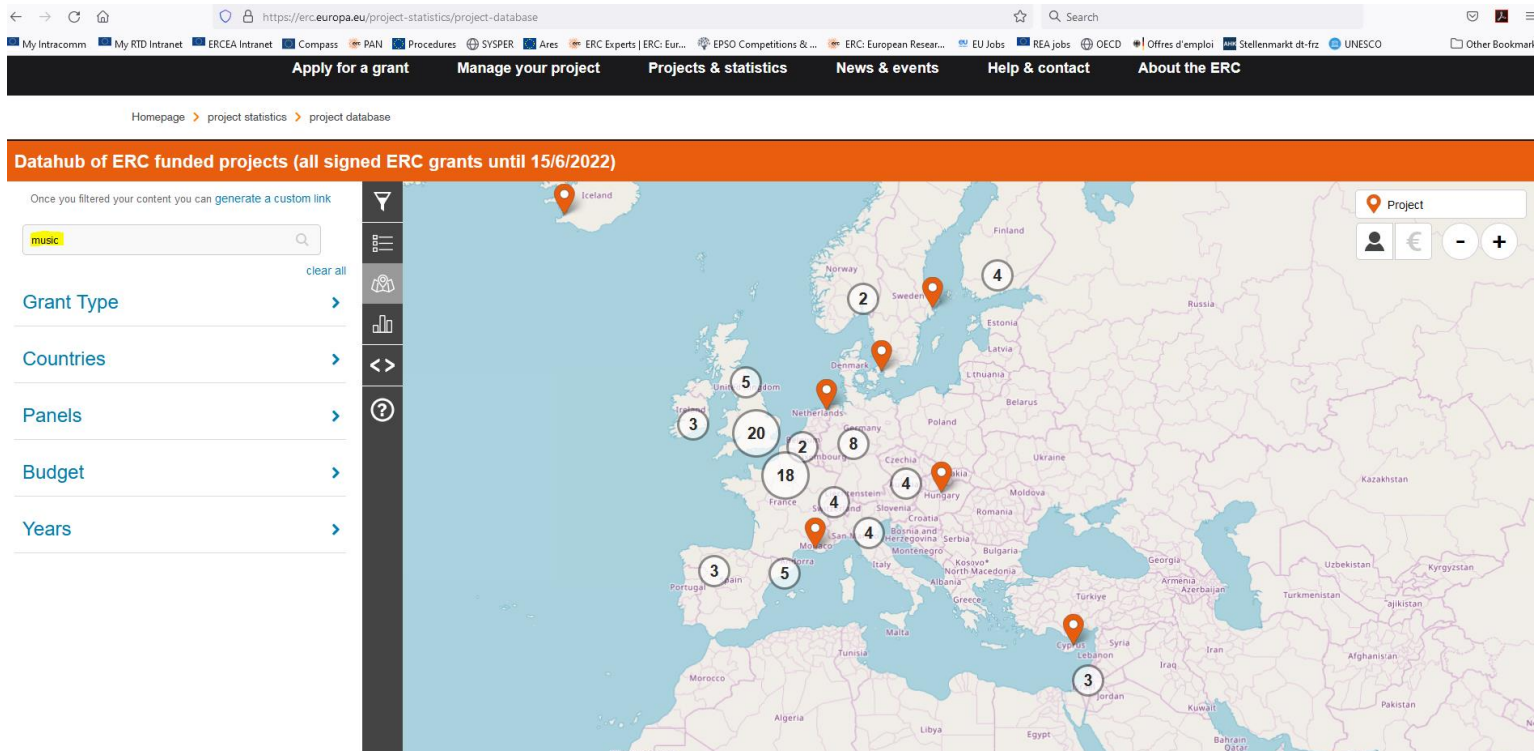 https://erc.europa.eu/project-statistics/project-database
Search
My Intracomm My RTD Intranet ERCEA Intranet Compass PAN Procedures SYSPER Ares ERC Experts | ERC: Eur... EPSO Competitions & ... ERC: European Resear... EU Jobs REA jobs OECD Offres d'emploi Stellenmarkt dt-frz UNESCO Other Bookmark
Apply for a grant Manage your project Projects & statistics News & events Help & contact About the ERC
Homepage > project statistics > project database
Datahub of ERC funded projects (all signed ERC grants until 15/6/2022)
Once you filtered your content you can generate a custom link
music
clear all
Grant Type
Countries
Panels
Budget
Years
Project
€ - +
Iceland
Finland
Norway
4
2
Sweden
Russia
Estonia
Latvia
Denmark
Lithuania
5
Belarus
Netherlands
3
20
Germany
Poland
2
8
Czechia
Ukraine
18
4
Kazakhstan
France
4
Hungary
Moldova
Slovenia
Romania
Croatia
4
Bosnia and
Herzegovina Serbia
Montenegro
Bulgaria
3
5
Italy
Kosovo*
North Macedonia
Georgia
Uzbekistan
Kyrgyzstan
Portugal
Albania
Armenia
Azerbaijan
Greece
Türkiye
Turkmenistan
Malta
Cyprus
Syria
Tunisia
Lebanon
Iran
Afghanistan
Iraq
Morocco
3
Jordan
Kuwait
Pakistan
Algeria
Libya
Egypt
Bahrain
Qatar